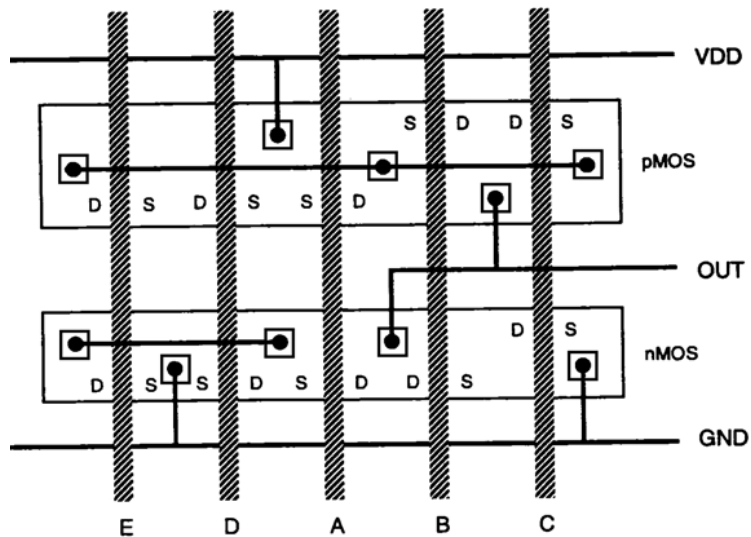 VDD
S D D S
pMOS
D S D S S D
OUT
D S
nMOS
D S S D S D D S
GND
E D A B C